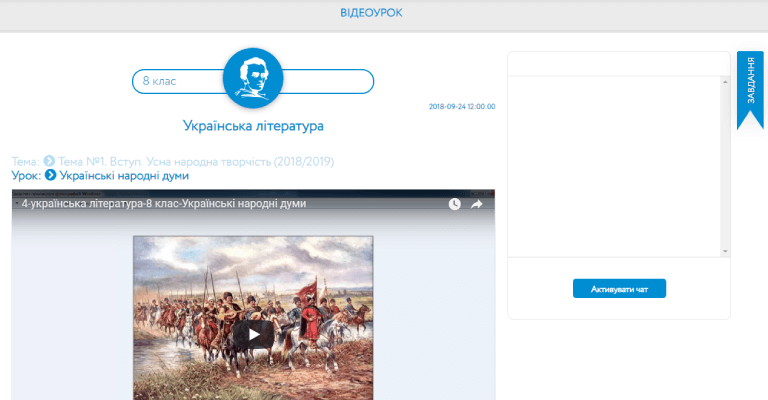 ВІДЕОУРОК
8 клас
2018-09-24 12:00:00
Українська література
Тема: Тема №1. Вступ. Усна народна творчість (2018/2019)
Урок: Українські народні думи
4-українська література-8 клас-Українські народні думи
ЗАВДАННЯ
Активувати чат